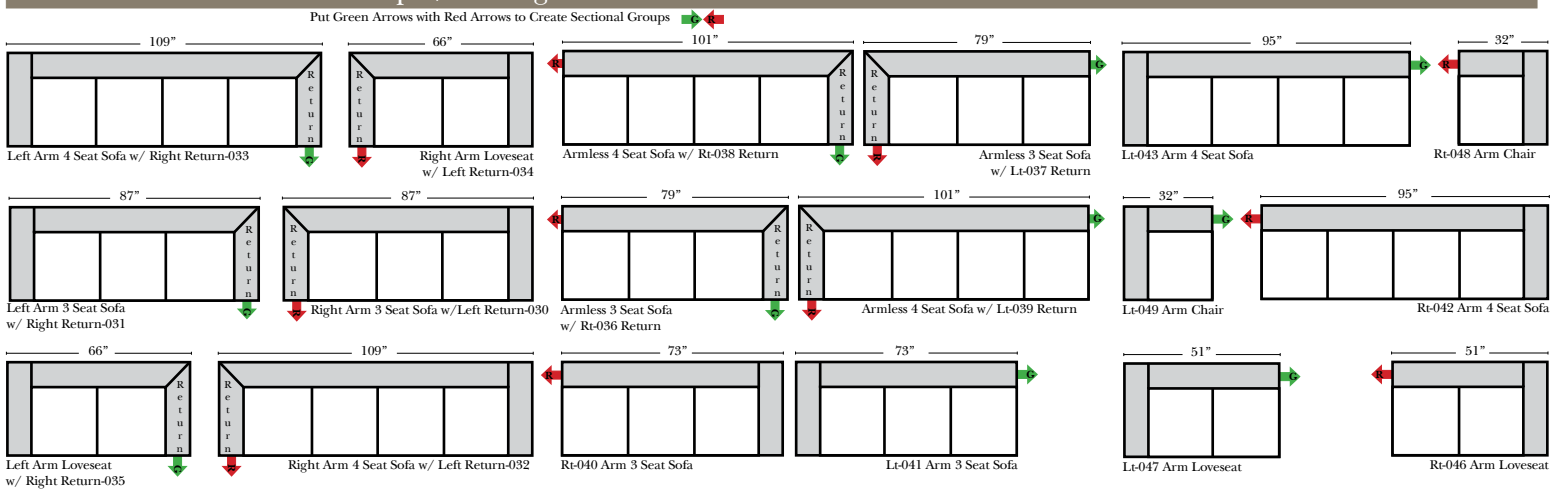 Put Green Arrows with Red Arrows to Create Sectional Groups G R
109” 66” 101” 79” 95” 32”
Return G
Return R
R Return G
Return R G
G
R
Left Arm 4 Seat Sofa w/ Right Return-033
Right Arm Loveseat
w/ Left Return-034
Armless 4 Seat Sofa w/ Rt-038 Return
Armless 3 Seat Sofa
w/ Lt-037 Return
Lt-043 Arm 4 Seat Sofa
Rt-048 Arm Chair
87” 87” 79” 101” 32” 95”
Return G
Return R
R Return G
Return R G
G
R
Left Arm 3 Seat Sofa
w/ Right Return-031
Right Arm 3 Seat Sofa w/Left Return-030
Armless 3 Seat Sofa
w/ Rt-036 Return
Armless 4 Seat Sofa w/ Lt-039 Return
Lt-049 Arm Chair
Rt-042 Arm 4 Seat Sofa
66” 109” 73” 73” 51” 51”
Return G
Return R
R
G
G
R
Left Arm Loveseat
w/ Right Return-035
Right Arm 4 Seat Sofa w/ Left Return-032
Rt-040 Arm 3 Seat Sofa
Lt-041 Arm 3 Seat Sofa
Lt-047 Arm Loveseat
Rt-046 Arm Loveseat